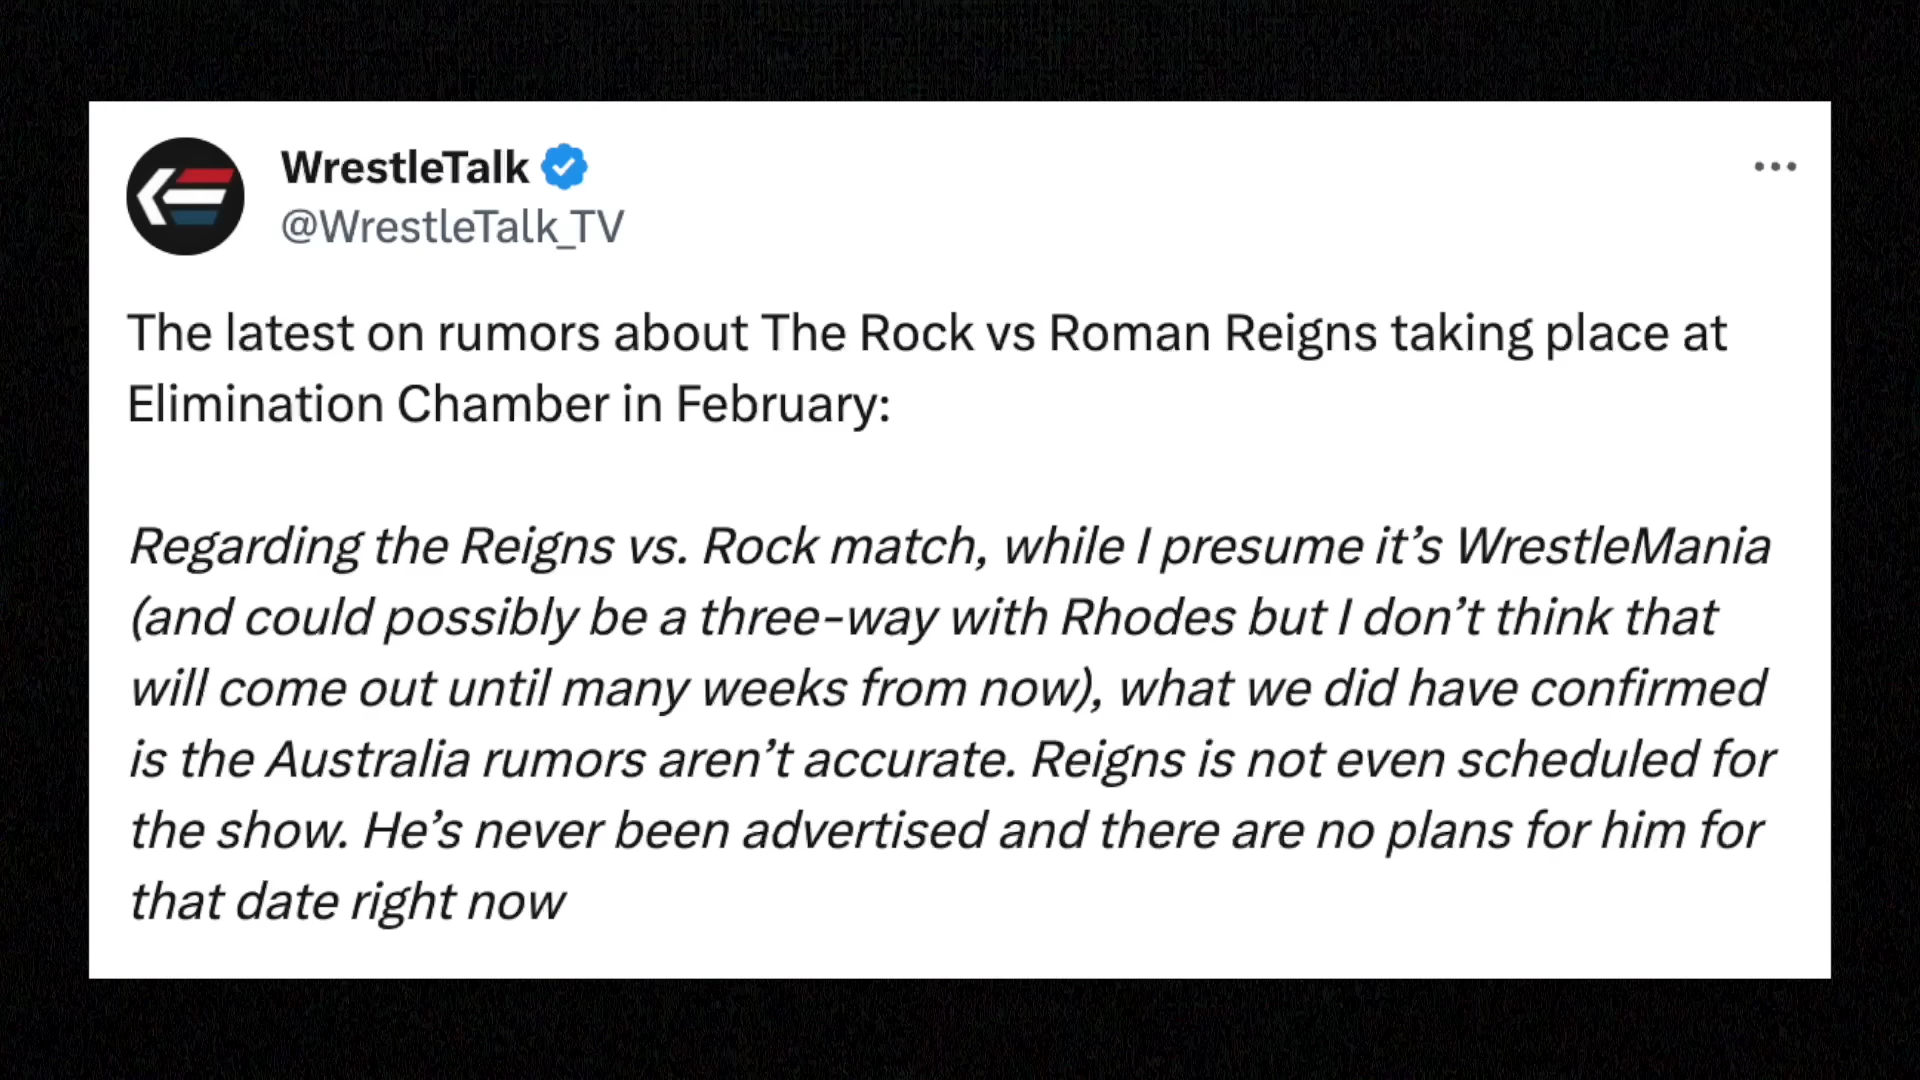 WrestleTalk
@WrestleTalk_TV
The latest on rumors about The Rock vs Roman Reigns taking place at
Elimination Chamber in February:
Regarding the Reigns vs. Rock match, while I presume it’s WrestleMania
(and could possibly be a three-way with Rhodes but I don’t think that
will come out until many weeks from now), what we did have confirmed
is the Australia rumors aren’t accurate. Reigns is not even scheduled for
the show. He’s never been advertised and there are no plans for him for
that date right now